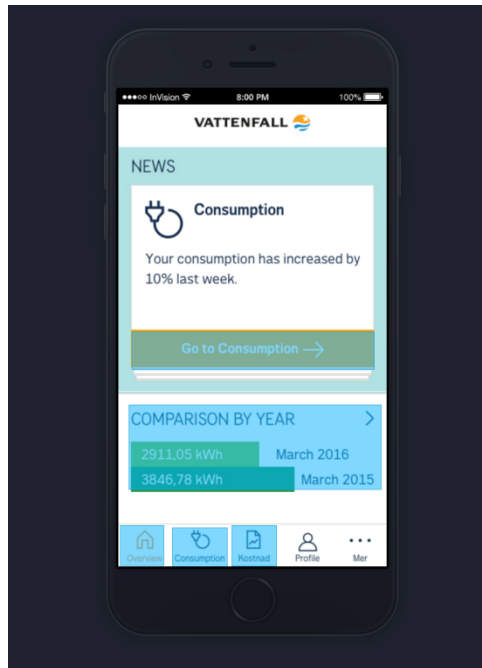 InVision 8:00 PM 100%
VATTENFALL
NEWS
Consumption
Your consumption has increased by
10% last week.
Go to Consumption →
COMPARISON BY YEAR >
2911,05 kWh March 2016
3846,78 kWh March 2015
Overview Consumption Kostnad Profile Mer